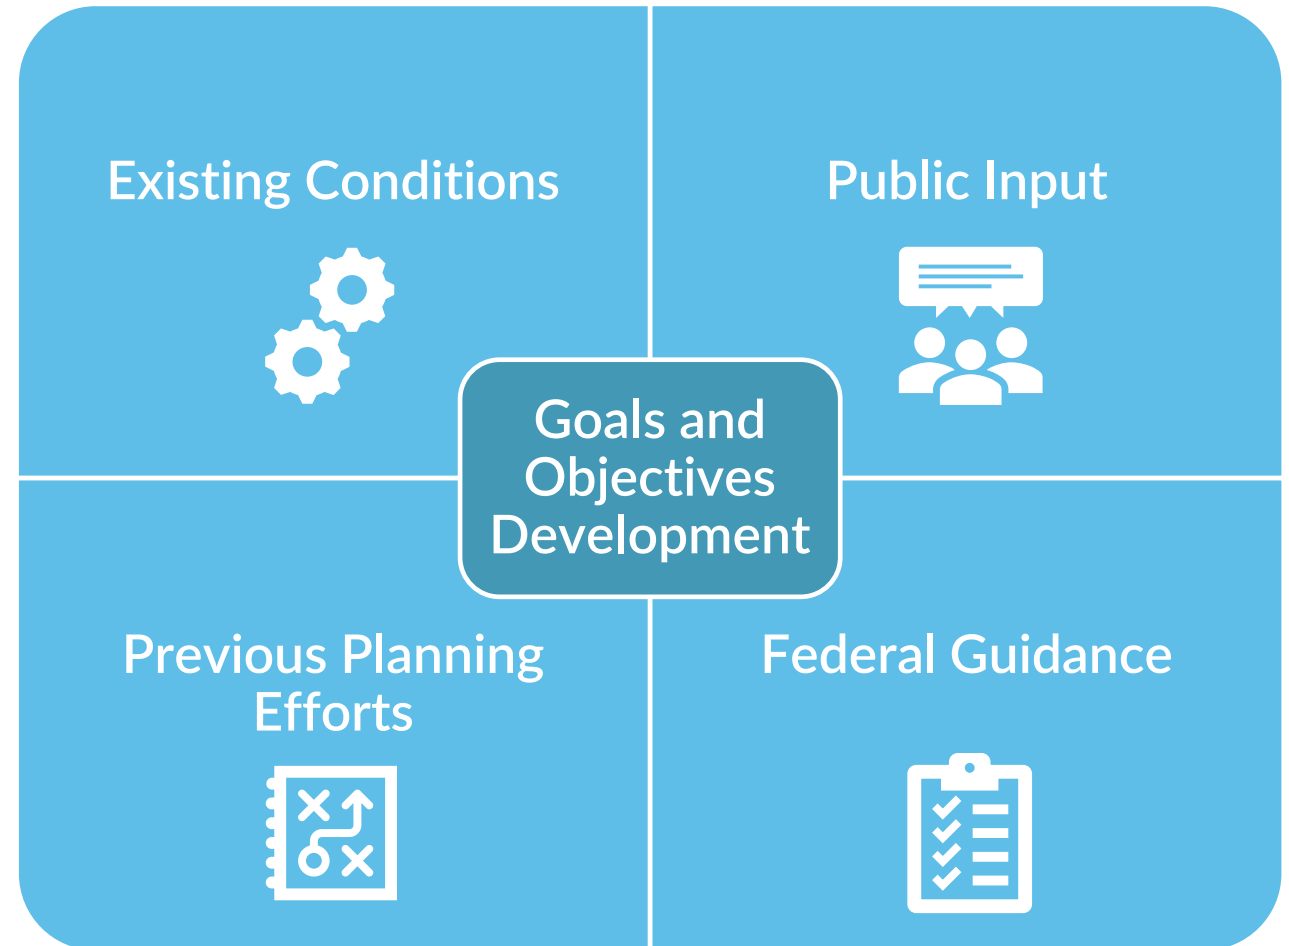 Existing Conditions
Public Input
Goals and
Objectives
Development
Previous Planning
Efforts
Federal Guidance